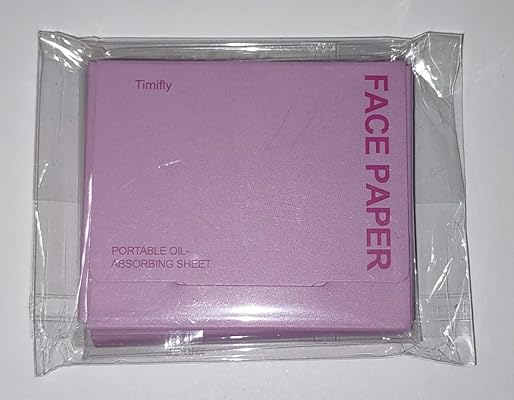 Timifly
FACE PAPER
PORTABLE OIL-
ABSORBING SHEET